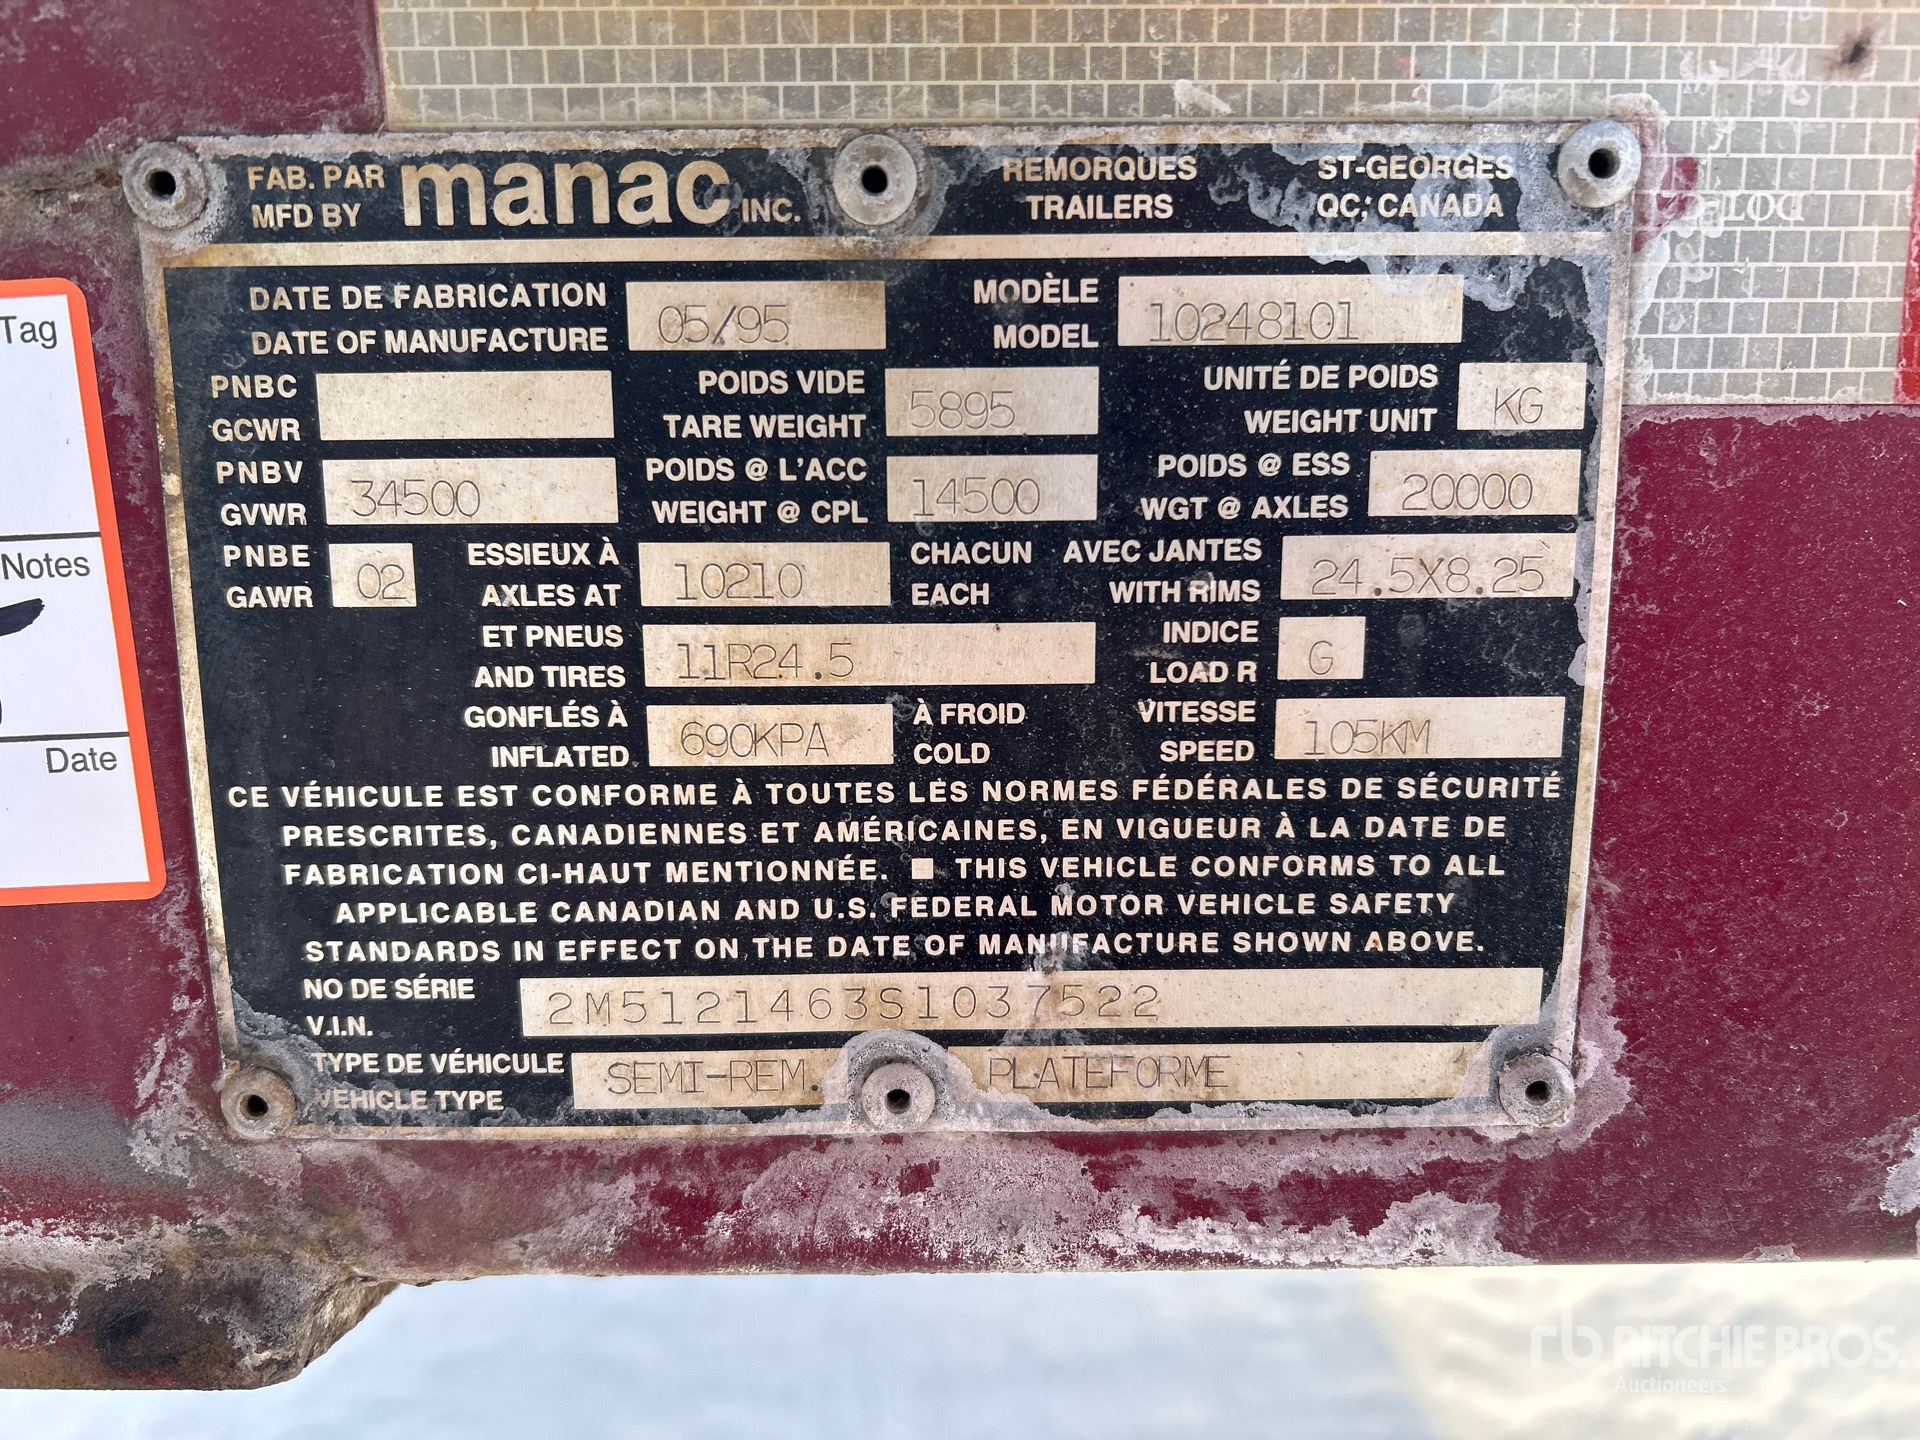 FAB. PAR manac INC. REMORQUES ST-GEORGES
MFD BY TRAILERS QC, CANADA
DATE DE FABRICATION 05/95 MODÈLE 10248101
DATE OF MANUFACTURE MODEL
PNBC POIDS VIDE 5895 UNITÉ DE POIDS KG
GCWR TARE WEIGHT WEIGHT UNIT
PNBV 34500 POIDS @ L'ACC 14500 POIDS @ ESS 20000
GVWR WEIGHT @ CPL WGT @ AXLES
PNBE 02 ESSIEUX À 10210 CHACUN AVEC JANTES 24.5X8.25
GAWR AXLES AT EACH WITH RIMS
ET PNEUS 11R24.5 INDICE G
AND TIRES LOAD R
GONFLÉS À 690KPA À FROID VITESSE 105KM
INFLATED COLD SPEED
CE VÉHICULE EST CONFORME À TOUTES LES NORMES FÉDÉRALES DE SÉCURITÉ
PRESCRITES, CANADIENNES ET AMÉRICAINES, EN VIGUEUR À LA DATE DE
FABRICATION CI-HAUT MENTIONNÉE. ■ THIS VEHICLE CONFORMS TO ALL
APPLICABLE CANADIAN AND U.S. FEDERAL MOTOR VEHICLE SAFETY
STANDARDS IN EFFECT ON THE DATE OF MANUFACTURE SHOWN ABOVE.
NO DE SÉRIE 2M5121463S1037522
V.I.N.
TYPE DE VÉHICULE SEMI-REM. PLATEFORME
VEHICLE TYPE
Tag
Notes
Date
rb RITCHIE BROS.
Auctioneers